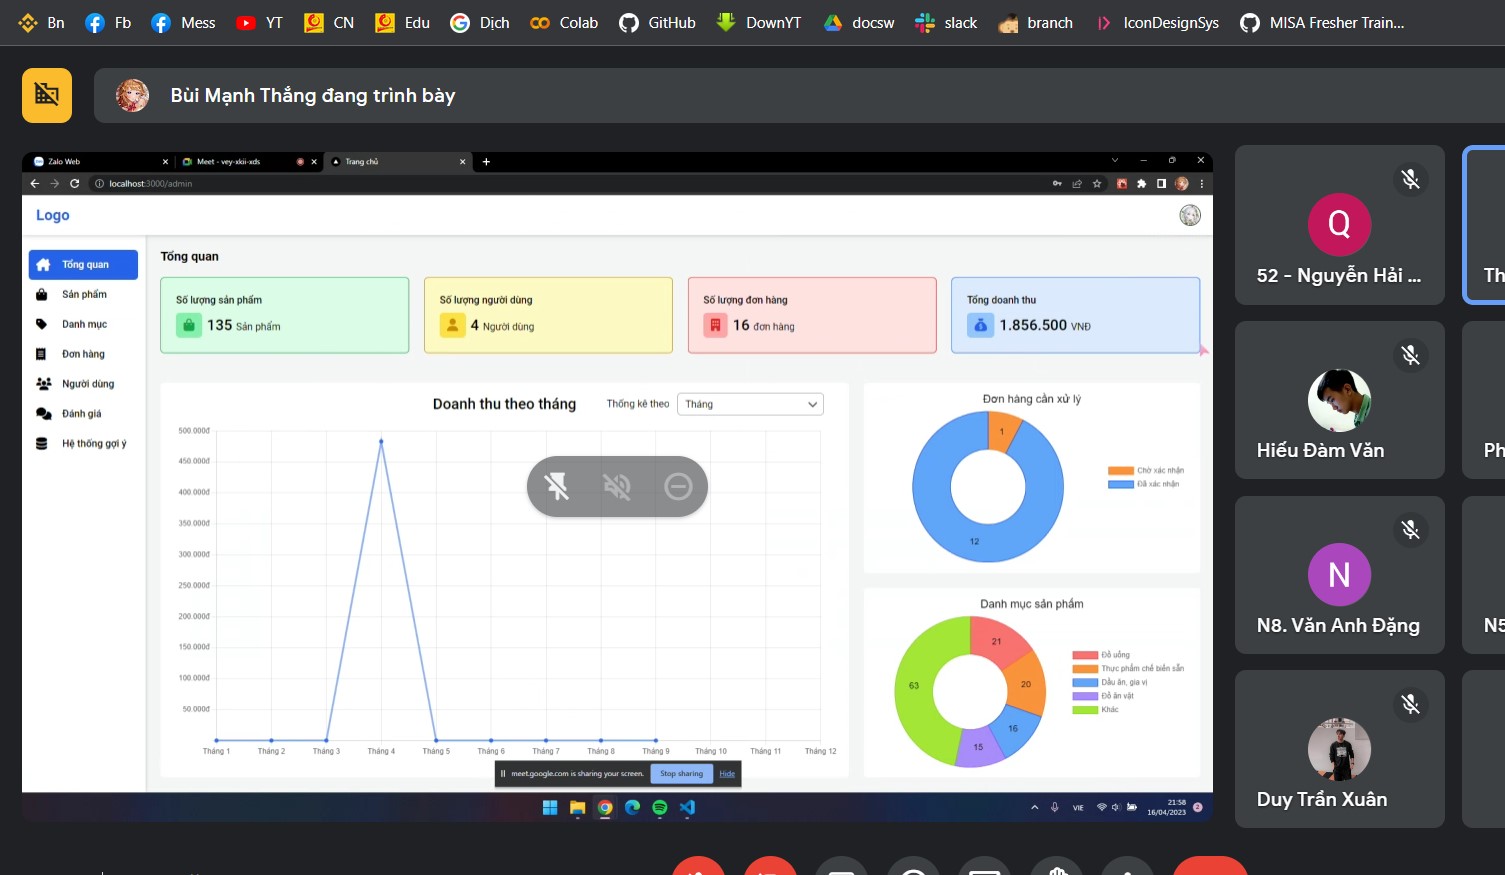 Bn Fb Mess YT CN Edu Dịch Colab GitHub DownYT docsw slack branch IconDesignSys MISA Fresher Train...
Bùi Mạnh Thắng đang trình bày
Zalo Web Meet - vey-xkii-xds Trang chủ
localhost:3000/admin
Logo
Tổng quan
Sản phẩm
Danh mục
Đơn hàng
Người dùng
Đánh giá
Hệ thống gợi ý
Tổng quan
Số lượng sản phẩm
135 Sản phẩm
Số lượng người dùng
4 Người dùng
Số lượng đơn hàng
16 đơn hàng
Tổng doanh thu
1.856.500 VNĐ
Doanh thu theo tháng Thống kê theo Tháng
500.000đ
450.000đ
400.000đ
350.000đ
300.000đ
250.000đ
200.000đ
150.000đ
100.000đ
50.000đ
Tháng 1 Tháng 2 Tháng 3 Tháng 4 Tháng 5 Tháng 6 Tháng 7 Tháng 8 Tháng 9 Tháng 10 Tháng 11 Tháng 12
Đơn hàng cần xử lý
1
12
Chờ xác nhận
Đã xác nhận
Danh mục sản phẩm
21
20
16
15
63
Đồ uống
Thực phẩm chế biến sẵn
Dầu ăn, gia vị
Đồ ăn vặt
Khác
meet.google.com is sharing your screen. Stop sharing Hide
VIE
21:58
16/04/2023
2
Q
52 - Nguyễn Hải ...
Th
Hiếu Đàm Văn
Ph
N
N8. Văn Anh Đặng
N5
Duy Trần Xuân